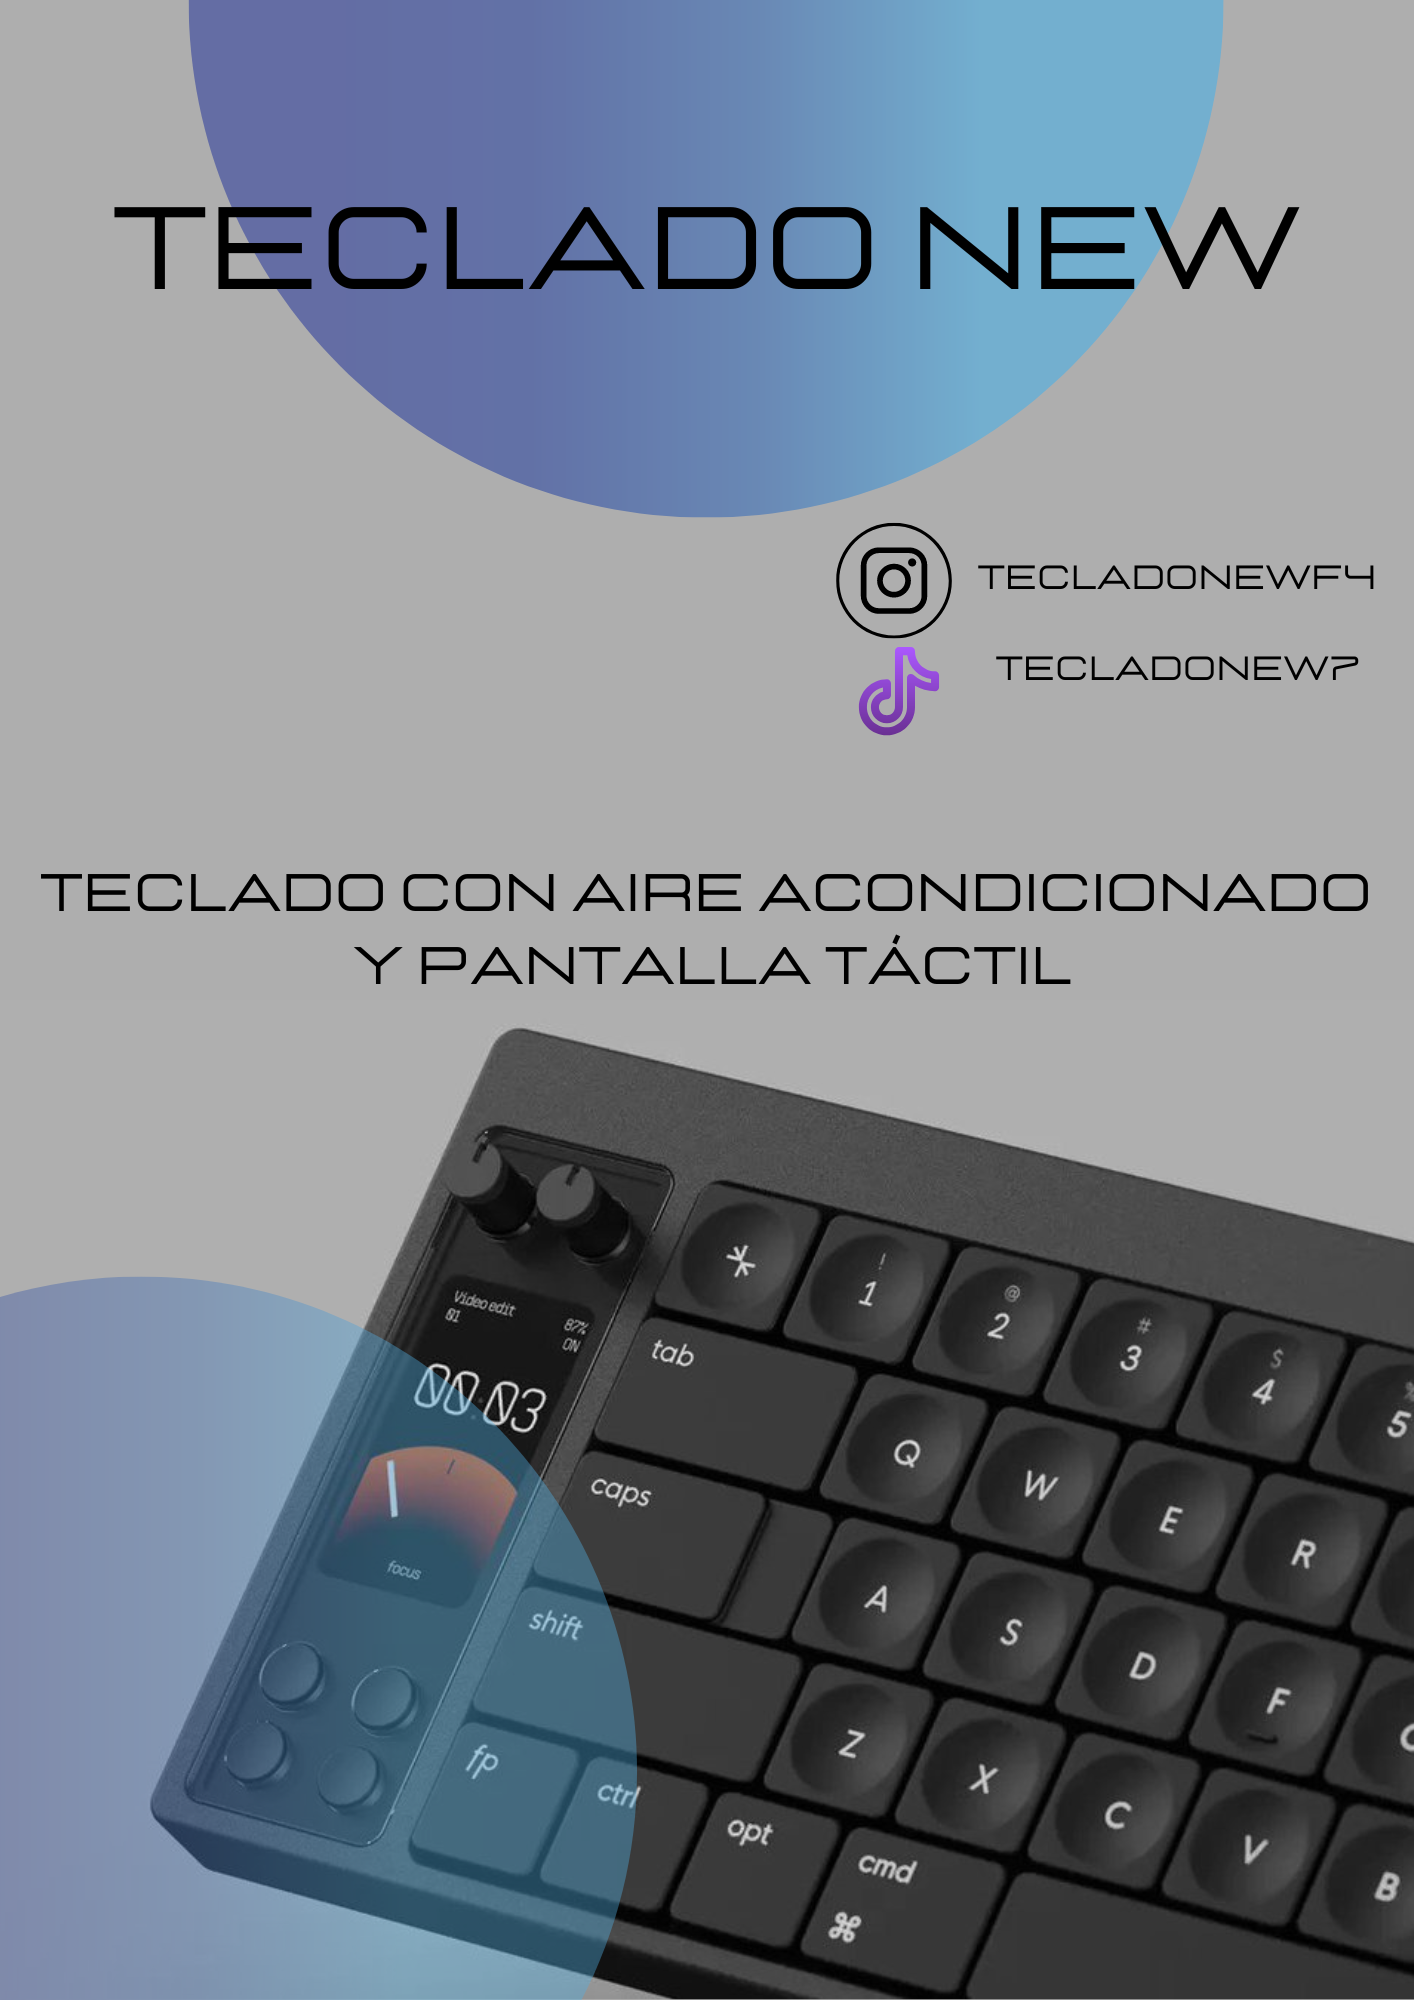 TECLADO NEW
TECLADONEWF4
TECLADONEW7
TECLADO CON AIRE ACONDICIONADO
Y PANTALLA TÁCTIL
Video edit
01
87%
ON
00:03
focus
* ! 1 @ 2 # 3 $ 4 % 5
tab Q W E R
caps A S D F
shift Z X C V B
fp ctrl opt cmd ⌘